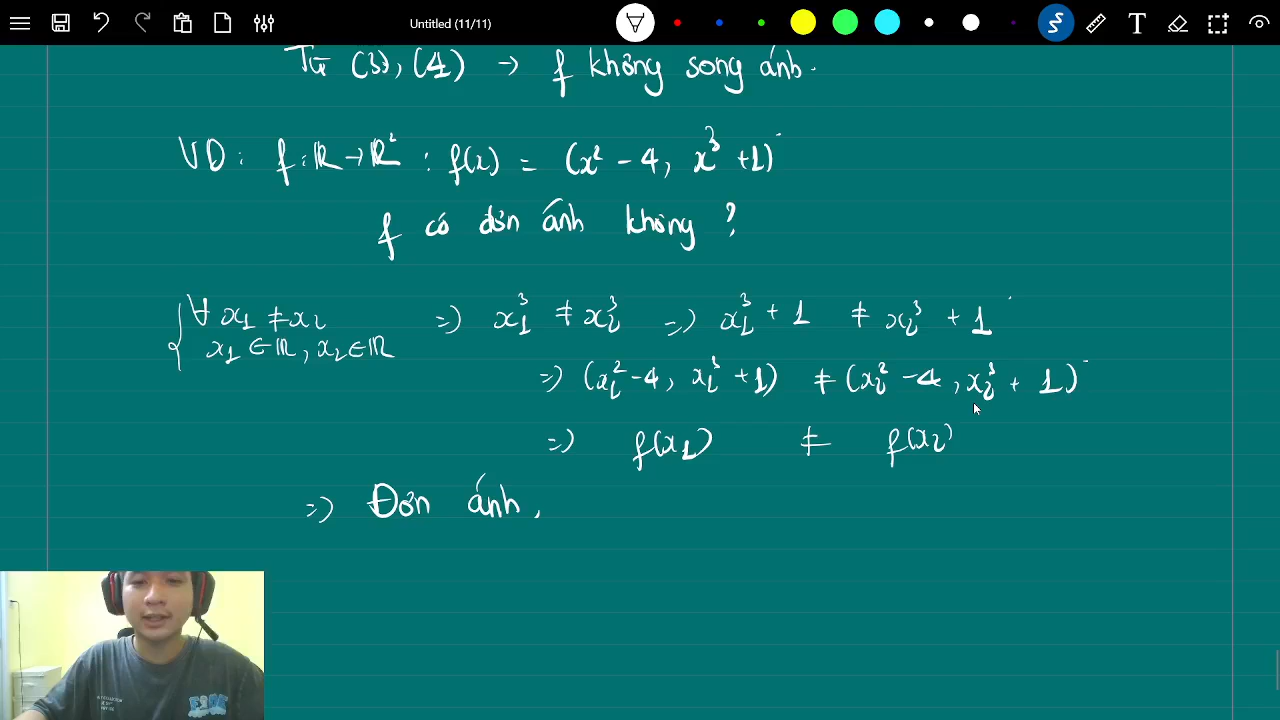 Untitled (11/11)
Từ (3), (4) → f không song ánh.
VD: f: ℝ → ℝ² : f(x) = (x² - 4, x³ + 1)
f có đơn ánh không ?
{ ∀ x₁ ≠ x₂ => x₁³ ≠ x₂³ => x₁³ + 1 ≠ x₂³ + 1
x₁ ∈ ℝ, x₂ ∈ ℝ
=> (x₁² - 4, x₁³ + 1) ≠ (x₂² - 4, x₂³ + 1)
=> f(x₁) ≠ f(x₂)
=> Đơn ánh.